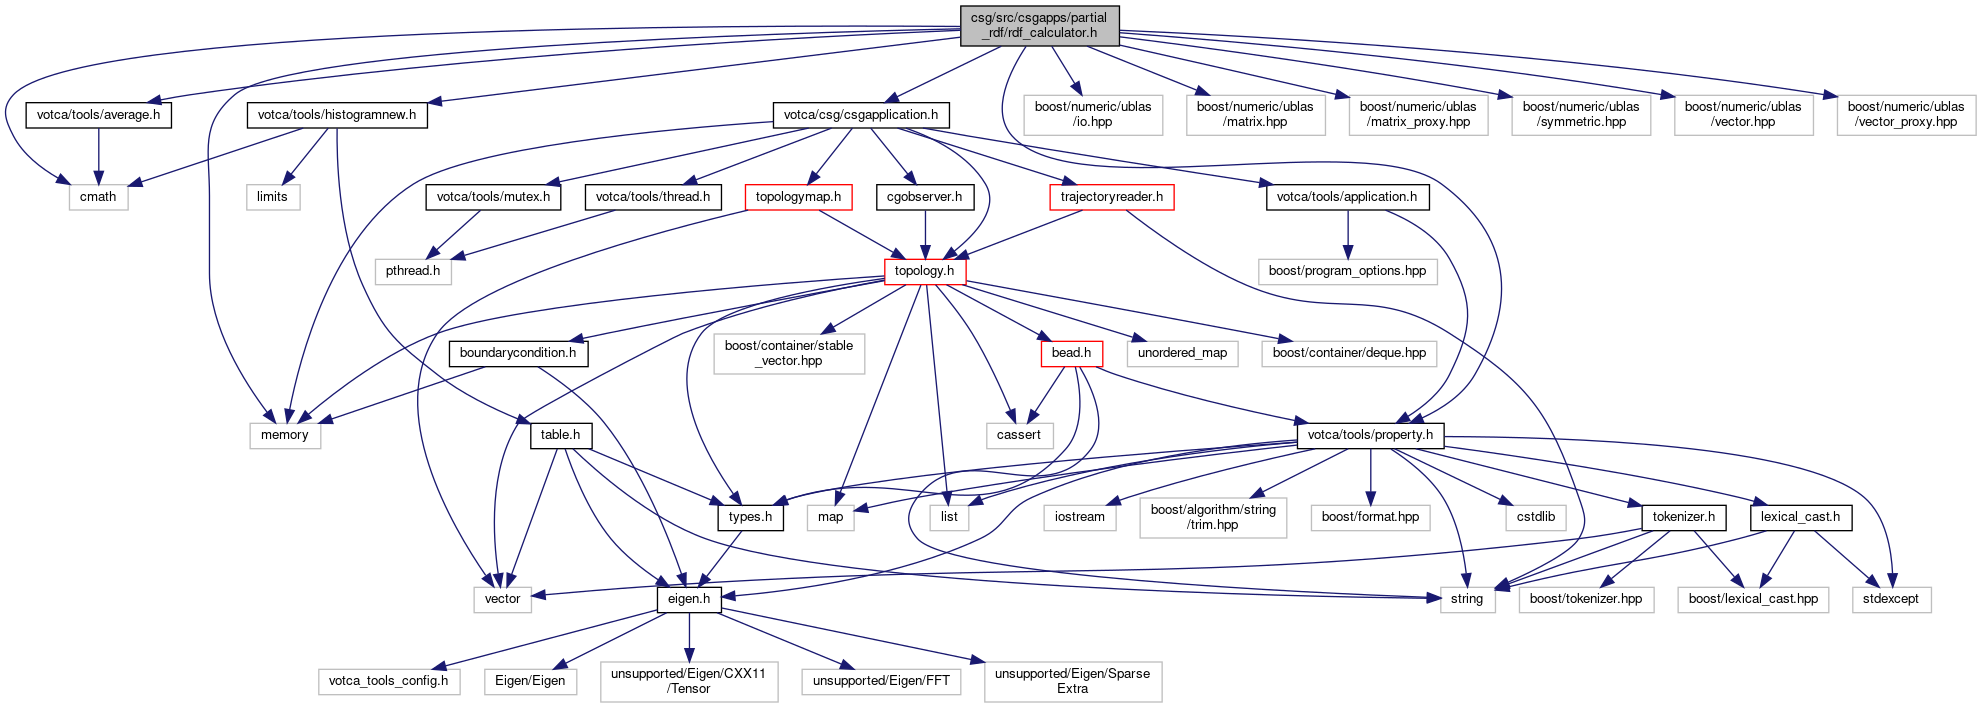 csg/src/csgapps/partial
_rdf/rdf_calculator.h
votca/tools/average.h
votca/tools/histogramnew.h
votca/csg/csgapplication.h
boost/numeric/ublas
/io.hpp
boost/numeric/ublas
/matrix.hpp
boost/numeric/ublas
/matrix_proxy.hpp
boost/numeric/ublas
/symmetric.hpp
boost/numeric/ublas
/vector.hpp
boost/numeric/ublas
/vector_proxy.hpp
cmath
limits
votca/tools/mutex.h
votca/tools/thread.h
topologymap.h
cgobserver.h
trajectoryreader.h
votca/tools/application.h
pthread.h
topology.h
boost/program_options.hpp
boundarycondition.h
boost/container/stable
_vector.hpp
bead.h
unordered_map
boost/container/deque.hpp
memory
table.h
cassert
votca/tools/property.h
types.h
map
list
iostream
boost/algorithm/string
/trim.hpp
boost/format.hpp
cstdlib
tokenizer.h
lexical_cast.h
vector
eigen.h
string
boost/tokenizer.hpp
boost/lexical_cast.hpp
stdexcept
votca_tools_config.h
Eigen/Eigen
unsupported/Eigen/CXX11
/Tensor
unsupported/Eigen/FFT
unsupported/Eigen/Sparse
Extra